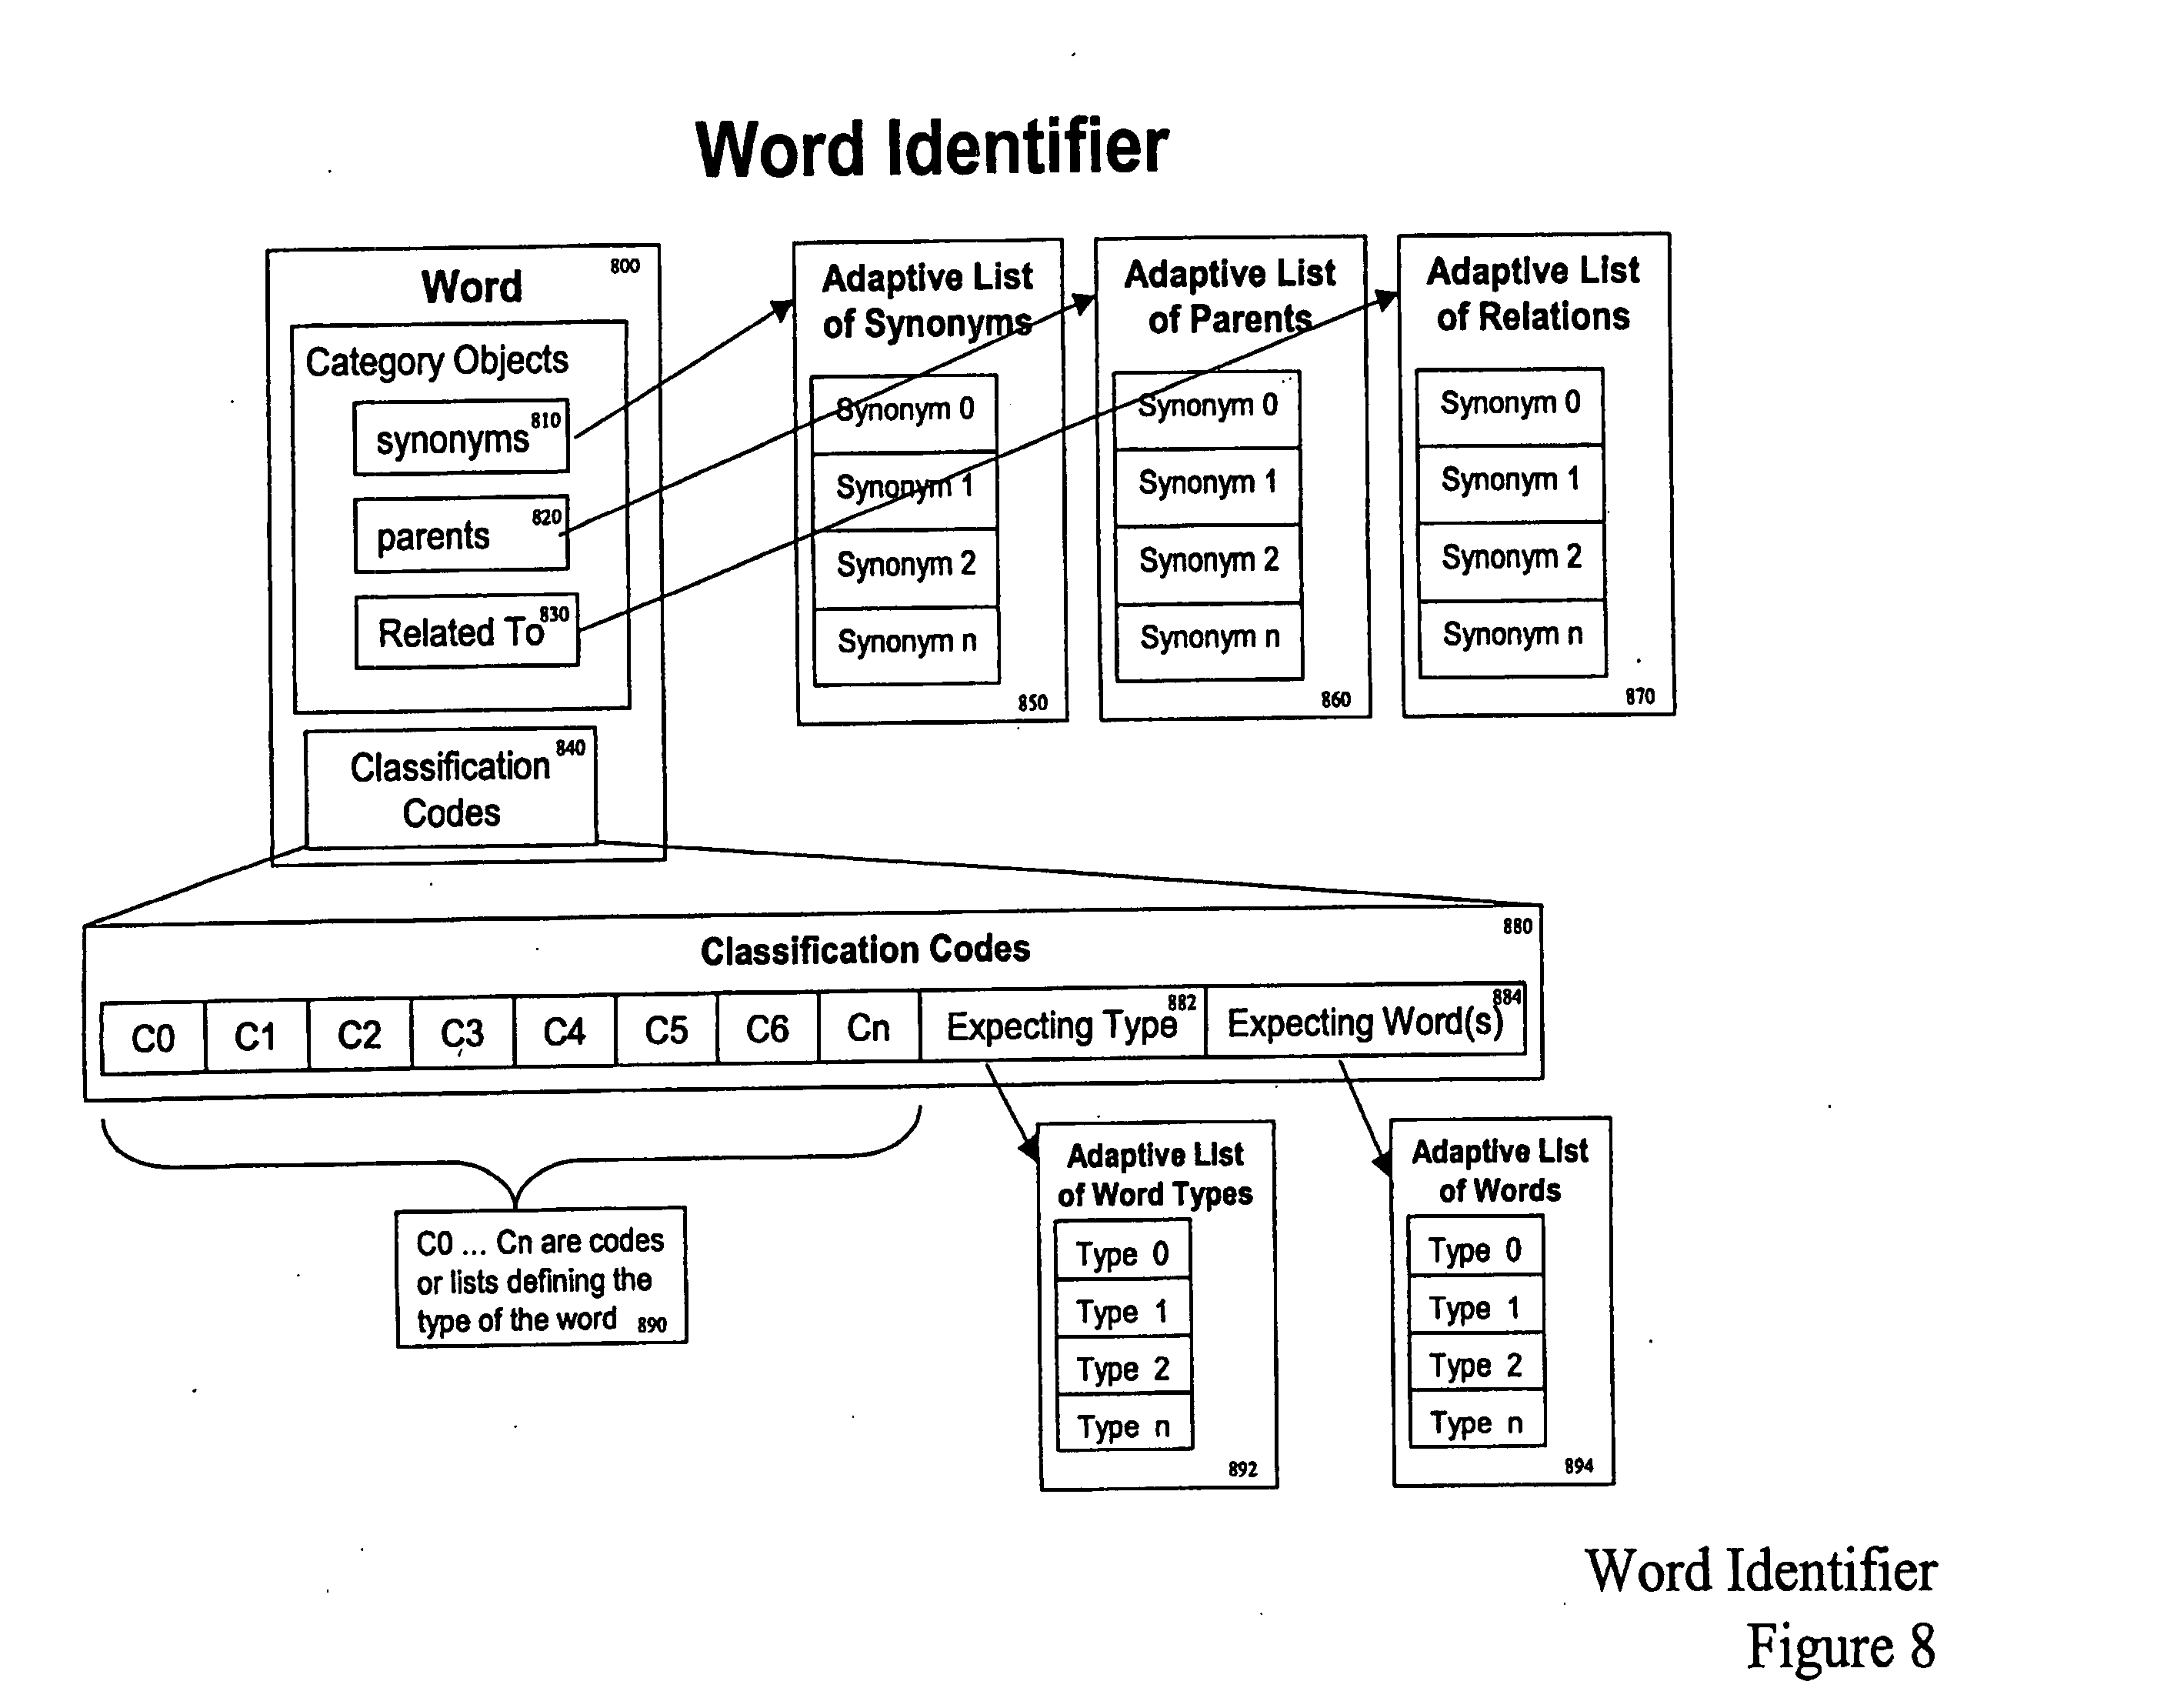 Word Identifier
Word 800
Category Objects
synonyms 810
parents 820
Related To 830
Classification 840
Codes
Adaptive List
of Synonyms
Synonym 0
Synonym 1
Synonym 2
Synonym n
850
Adaptive List
of Parents
Synonym 0
Synonym 1
Synonym 2
Synonym n
860
Adaptive List
of Relations
Synonym 0
Synonym 1
Synonym 2
Synonym n
870
880
Classification Codes
C0 C1 C2 C3 C4 C5 C6 Cn Expecting Type 882 Expecting Word(s) 884
C0 ... Cn are codes
or lists defining the
type of the word 890
Adaptive List
of Word Types
Type 0
Type 1
Type 2
Type n
892
Adaptive List
of Words
Type 0
Type 1
Type 2
Type n
894
Word Identifier
Figure 8